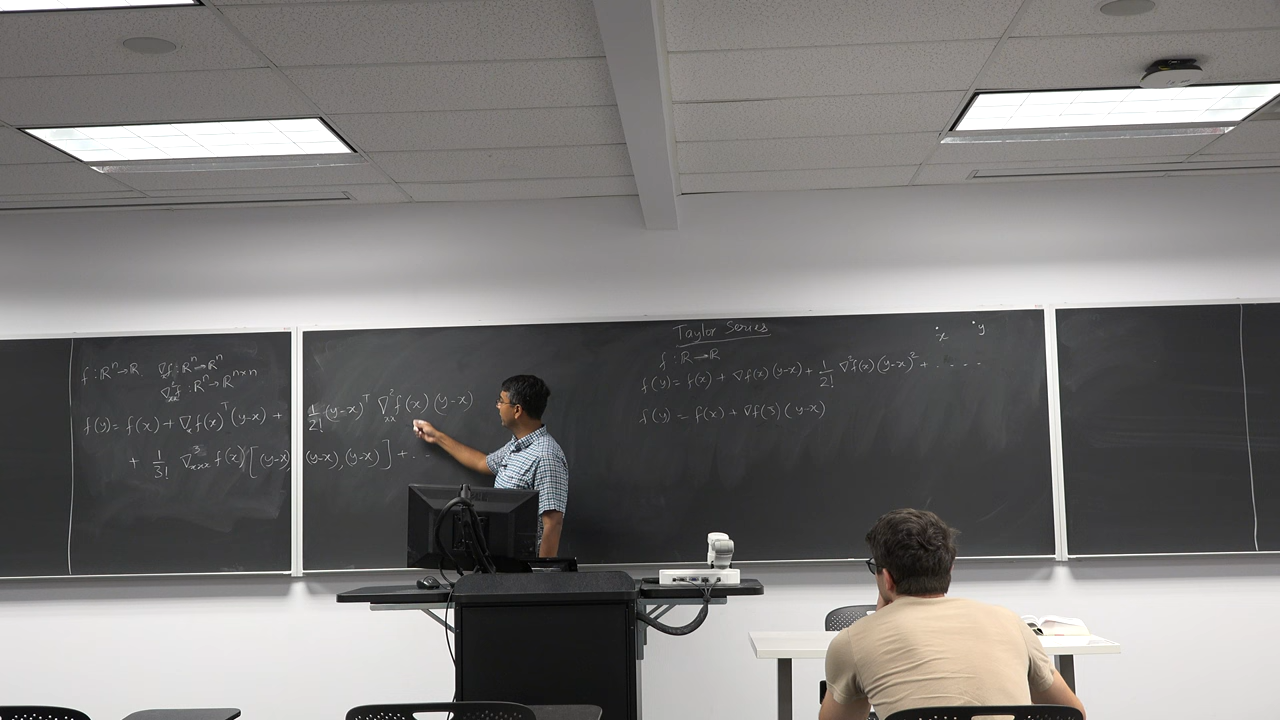 f : ℝⁿ→ℝ   ∇f : ℝⁿ→ℝⁿ
∇²ₓₓf : ℝⁿ→ℝⁿˣⁿ
f(y) = f(x) + ∇ₓf(x)ᵀ(y-x) + 1/2! (y-x)ᵀ ∇²ₓₓf(x) (y-x)
+ 1/3! ∇³ₓₓₓ f(x) [(y-x), (y-x), (y-x)] + ...
Taylor Series
x   y
f : ℝ→ℝ
f(y) = f(x) + ∇f(x)(y-x) + 1/2! ∇²f(x)(y-x)² + . . . . .
f(y) = f(x) + ∇f(z)(y-x)